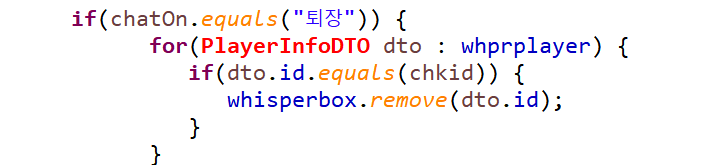 if(chatOn.equals("퇴장")) {
for(PlayerInfoDTO dto : whprplayer) {
if(dto.id.equals(chkid)) {
whisperbox.remove(dto.id);
}
}